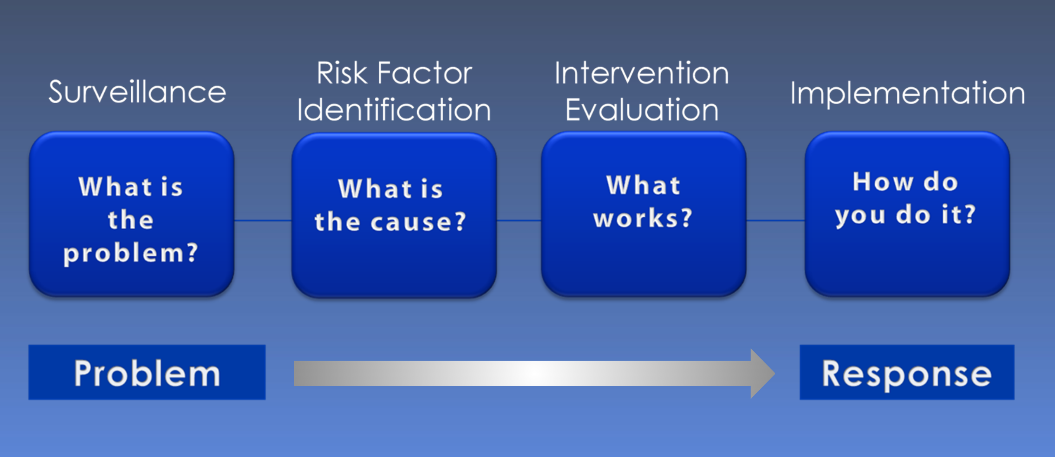 Surveillance
Risk Factor
Identification
Intervention
Evaluation
Implementation
What is
the
problem?
What is
the cause?
What
works?
How do
you do it?
Problem
Response